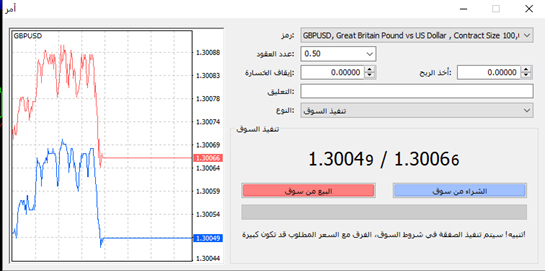 أمر
GBPUSD
1.30088
1.30083
1.30078
1.30074
1.30069
1.30066
1.30064
1.30060
1.30054
1.30049
1.30044
رمز:
GBPUSD, Great Britain Pound vs US Dollar , Contract Size 100,
عدد العقود:
0.50
إيقاف الخسارة:
0.00000
أخذ الربح:
0.00000
التعليق:
النوع:
تنفيذ السوق
تنفيذ السوق
1.30049 / 1.30066
البيع من سوق
الشراء من سوق
تنبيه! سيتم تنفيذ الصفقة في شروط السوق، الفرق مع السعر المطلوب قد تكون كبيرة!